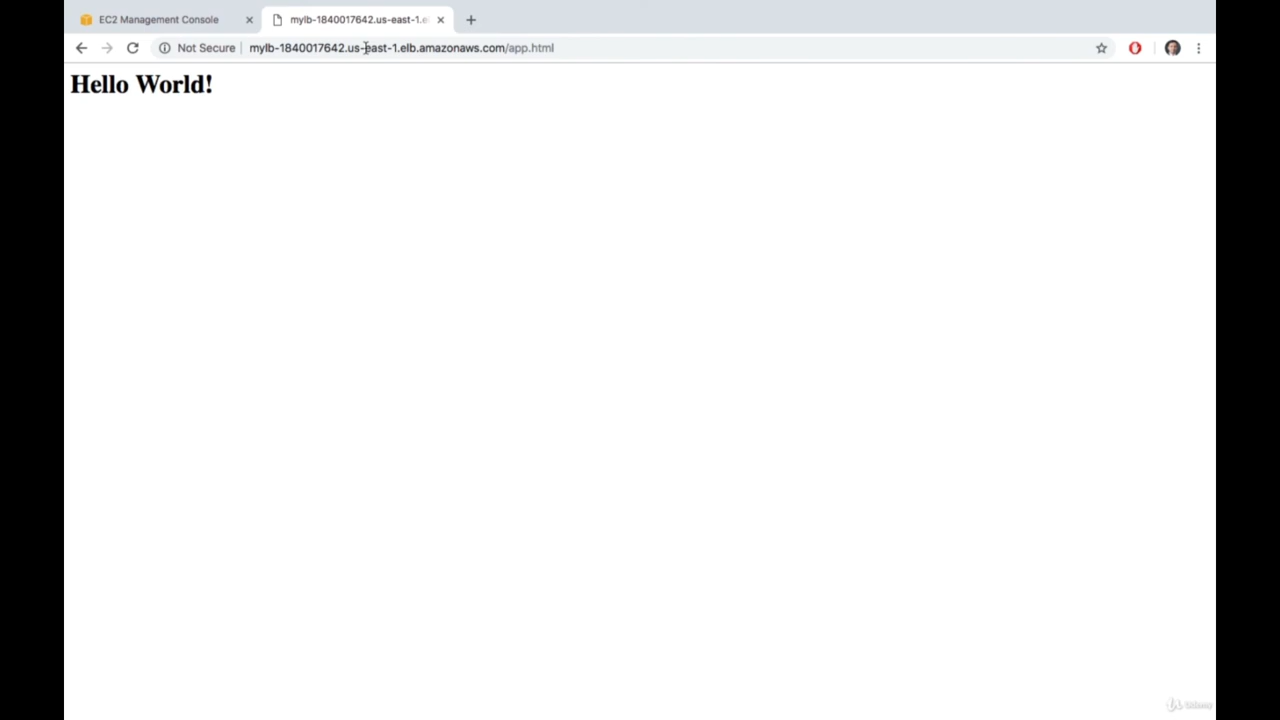 EC2 Management Console
mylb-1840017642.us-east-1.e
Not Secure
mylb-1840017642.us-east-1.elb.amazonaws.com/app.html
Hello World!
Udemy